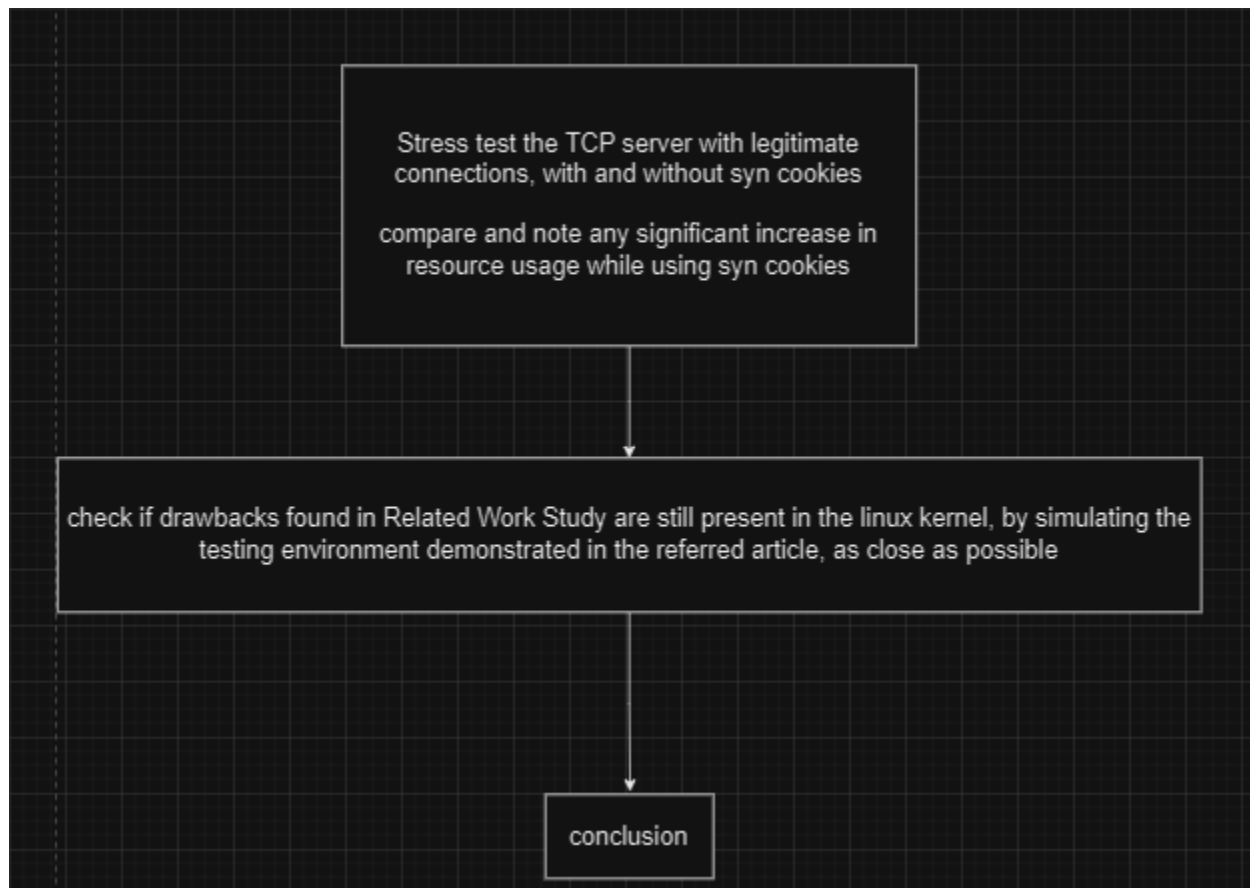 Stress test the TCP server with legitimate
connections, with and without syn cookies
compare and note any significant increase in
resource usage while using syn cookies
check if drawbacks found in Related Work Study are still present in the linux kernel, by simulating the
testing environment demonstrated in the referred article, as close as possible
conclusion